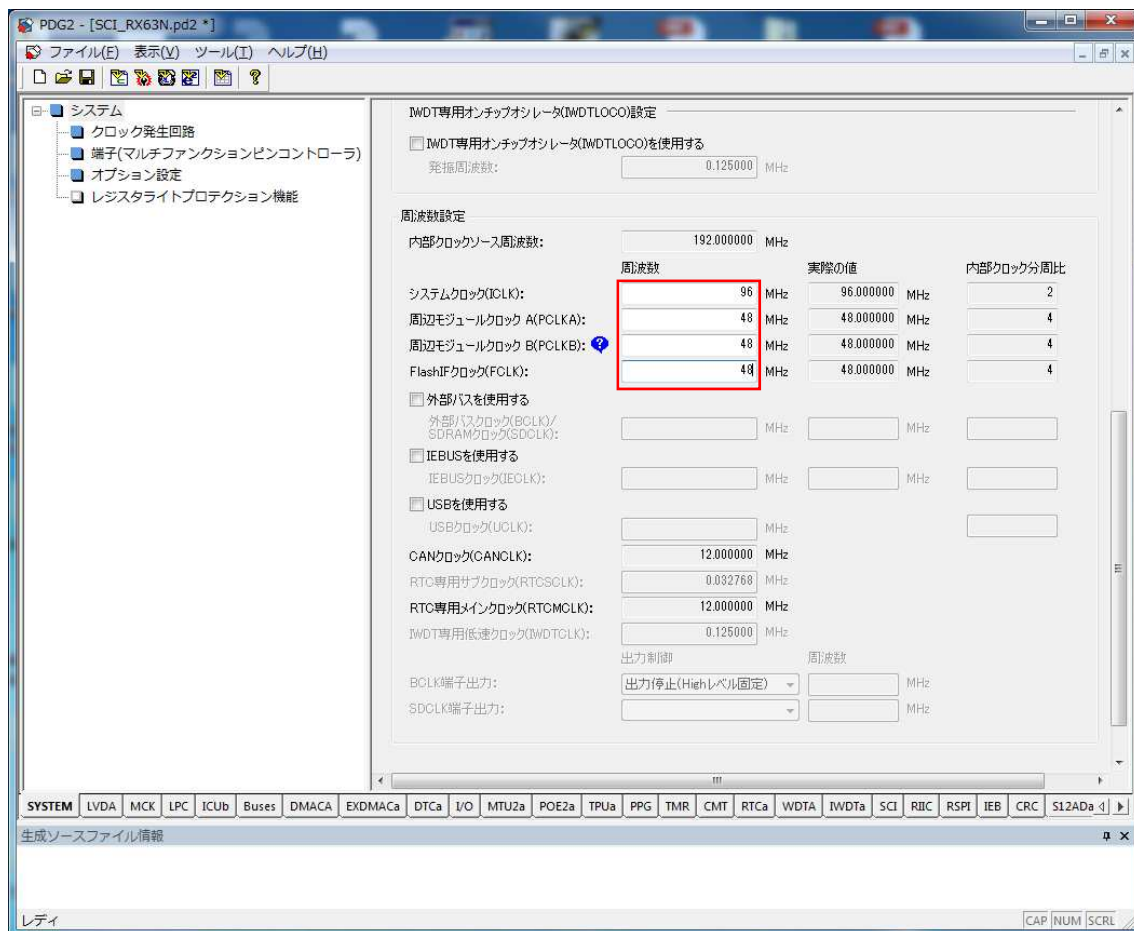 PDG2 - [SCI_RX63N.pd2 *]
ファイル(F) 表示(V) ツール(T) ヘルプ(H)
システム
クロック発生回路
端子(マルチファンクションピンコントローラ)
オプション設定
レジスタライトプロテクション機能
IWDT専用オンチップオシレータ(IWDTLOCO)設定
IWDT専用オンチップオシレータ(IWDTLOCO)を使用する
発振周波数: 0.125000 MHz
周波数設定
内部クロックソース周波数: 192.000000 MHz
周波数 実際の値 内部クロック分周比
システムクロック(ICLK): 96 MHz 96.000000 MHz 2
周辺モジュールクロック A(PCLKA): 48 MHz 48.000000 MHz 4
周辺モジュールクロック B(PCLKB): ? 48 MHz 48.000000 MHz 4
FlashIFクロック(FCLK): 48 MHz 48.000000 MHz 4
外部バスを使用する
外部バスクロック(BCLK)/
SDRAMクロック(SDCLK): MHz MHz
IEBUSを使用する
IEBUSクロック(IECLK): MHz MHz
USBを使用する
USBクロック(UCLK): MHz
CANクロック(CANCLK): 12.000000 MHz
RTC専用サブクロック(RTCSCLK): 0.032768 MHz
RTC専用メインクロック(RTCMCLK): 12.000000 MHz
IWDT専用低速クロック(IWDTCLK): 0.125000 MHz
出力制御 周波数
BCLK端子出力: 出力停止(Highレベル固定) MHz
SDCLK端子出力: MHz
SYSTEM LVDA MCK LPC ICUb Buses DMACA EXDMACa DTCa I/O MTU2a POE2a TPUa PPG TMR CMT RTCa WDTA IWDTa SCI RIIC RSPI IEB CRC S12ADa
生成ソースファイル情報
レディ
CAP NUM SCRL